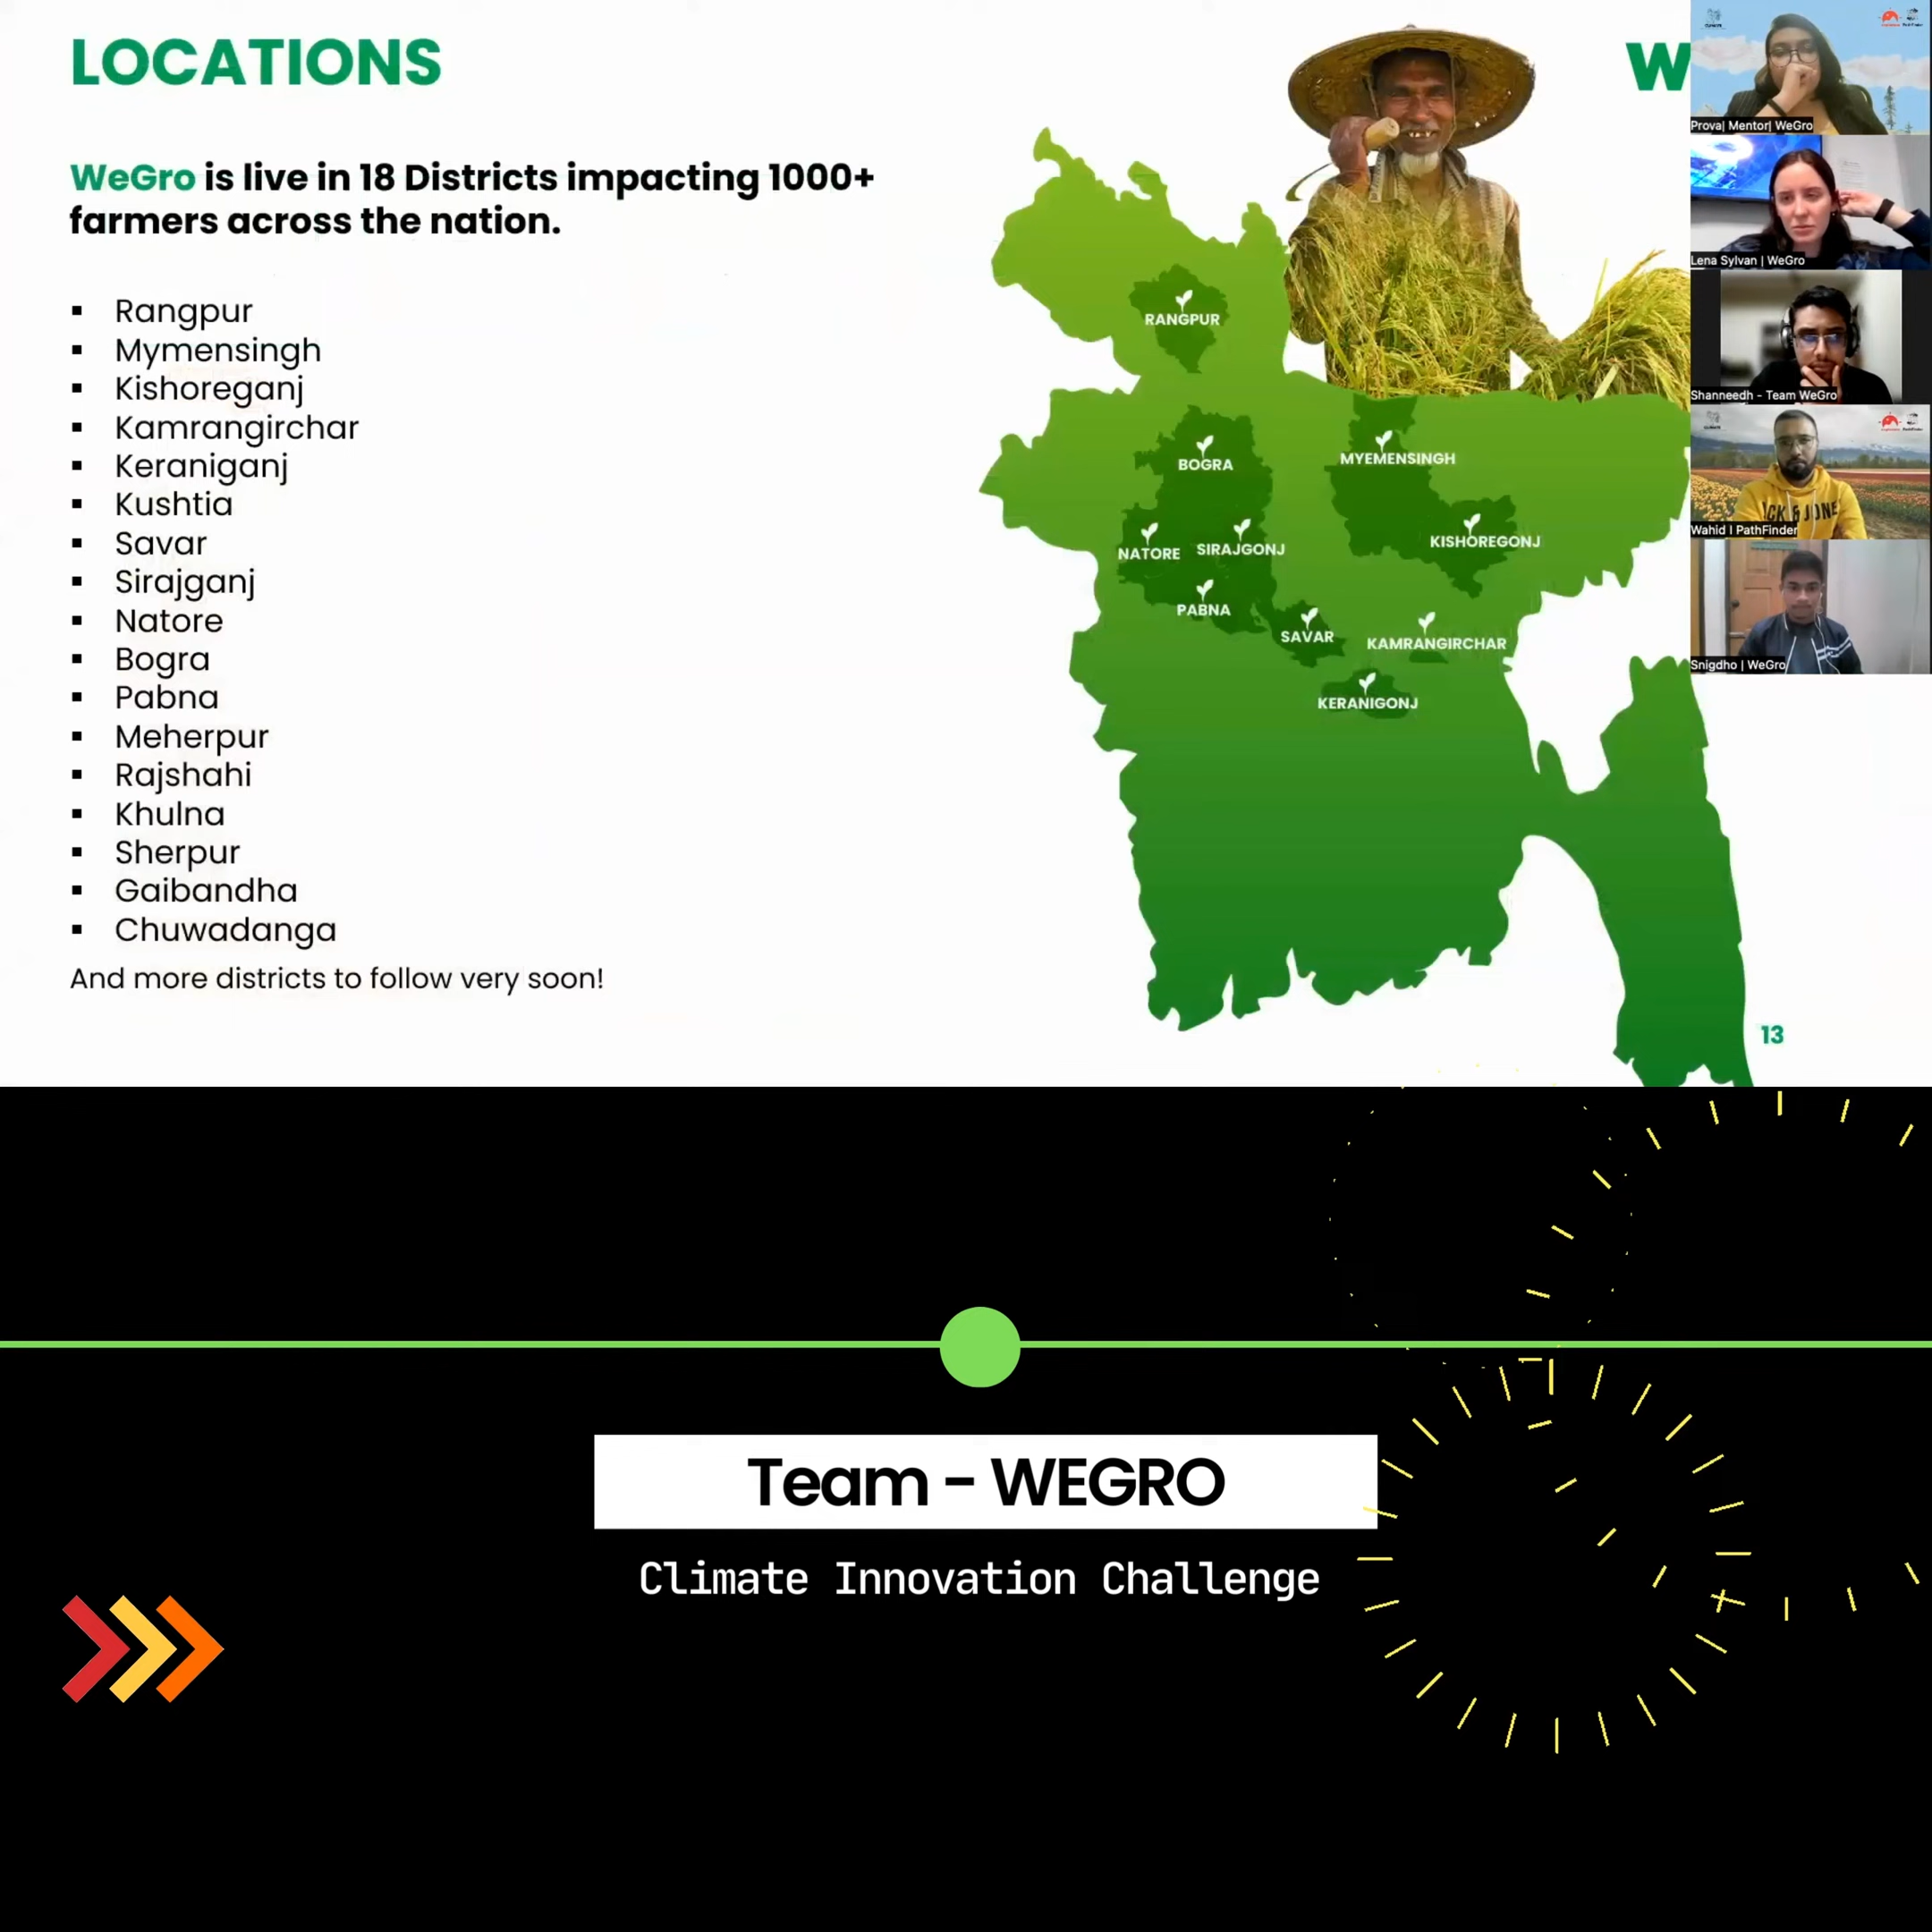 LOCATIONS
W
WeGro is live in 18 Districts impacting 1000+
farmers across the nation.
▪ Rangpur
▪ Mymensingh
▪ Kishoreganj
▪ Kamrangirchar
▪ Keraniganj
▪ Kushtia
▪ Savar
▪ Sirajganj
▪ Natore
▪ Bogra
▪ Pabna
▪ Meherpur
▪ Rajshahi
▪ Khulna
▪ Sherpur
▪ Gaibandha
▪ Chuwadanga
And more districts to follow very soon!
RANGPUR
BOGRA
MYEMENSINGH
NATORE
SIRAJGONJ
KISHOREGONJ
PABNA
SAVAR
KAMRANGIRCHAR
KERANIGONJ
13
Prova| Mentor| WeGro
Lena Sylvan | WeGro
Shanneedh - Team WeGro
Wahid I PathFinder
Snigdho | WeGro
Team - WEGRO
Climate Innovation Challenge